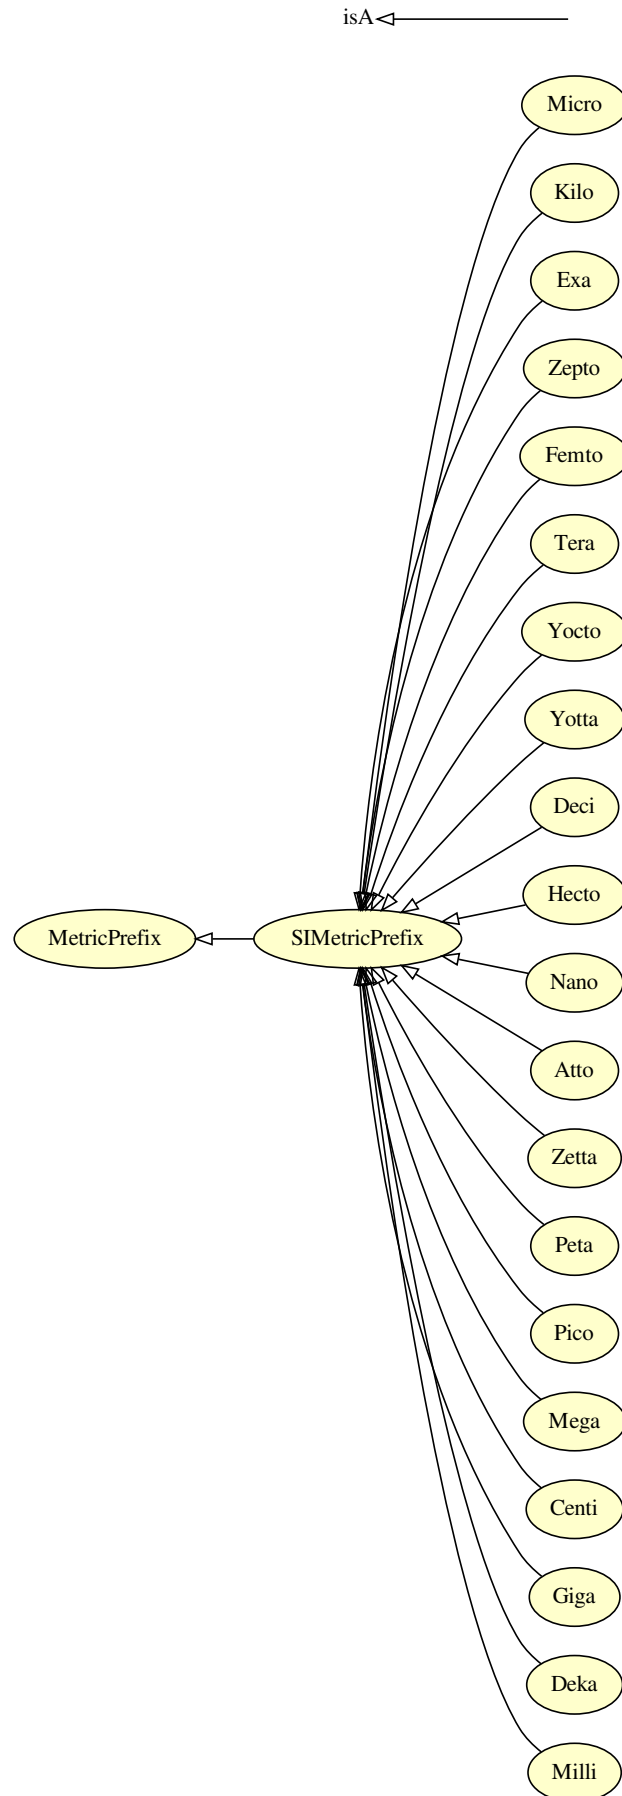 isA
Micro
Kilo
Exa
Zepto
Femto
Tera
Yocto
Yotta
Deci
Hecto
MetricPrefix
SIMetricPrefix
Nano
Atto
Zetta
Peta
Pico
Mega
Centi
Giga
Deka
Milli